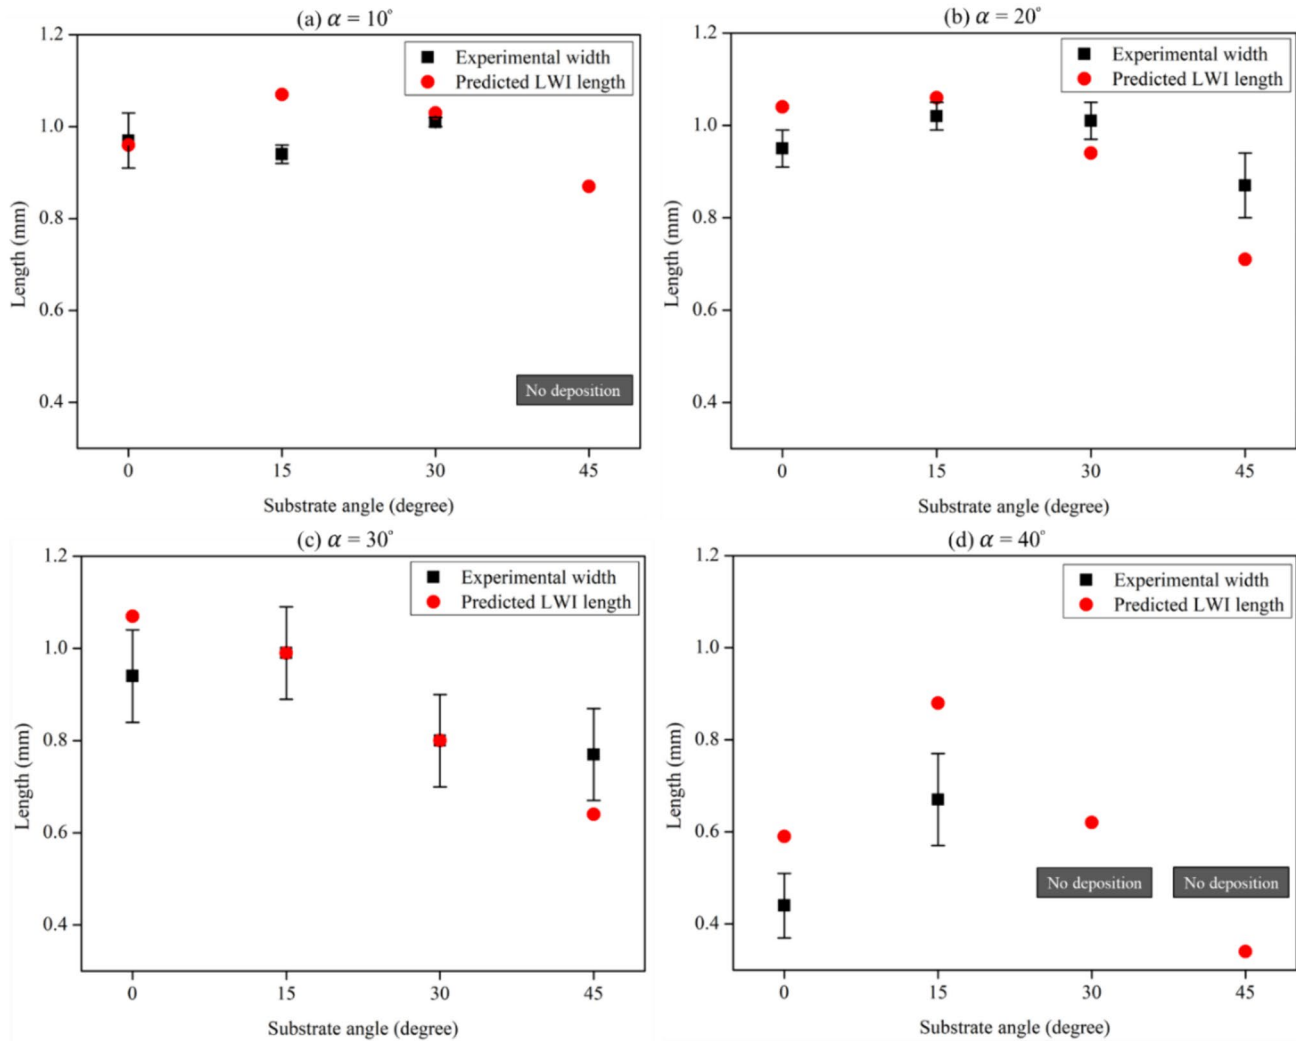 (a) α = 10°
1.2
1.0
0.8
0.6
0.4
Length (mm)
Experimental width
Predicted LWI length
No deposition
0 15 30 45
Substrate angle (degree)
(b) α = 20°
1.2
1.0
0.8
0.6
0.4
Length (mm)
Experimental width
Predicted LWI length
0 15 30 45
Substrate angle (degree)
(c) α = 30°
1.2
1.0
0.8
0.6
0.4
Length (mm)
Experimental width
Predicted LWI length
0 15 30 45
Substrate angle (degree)
(d) α = 40°
1.2
1.0
0.8
0.6
0.4
Length (mm)
Experimental width
Predicted LWI length
No deposition No deposition
0 15 30 45
Substrate angle (degree)